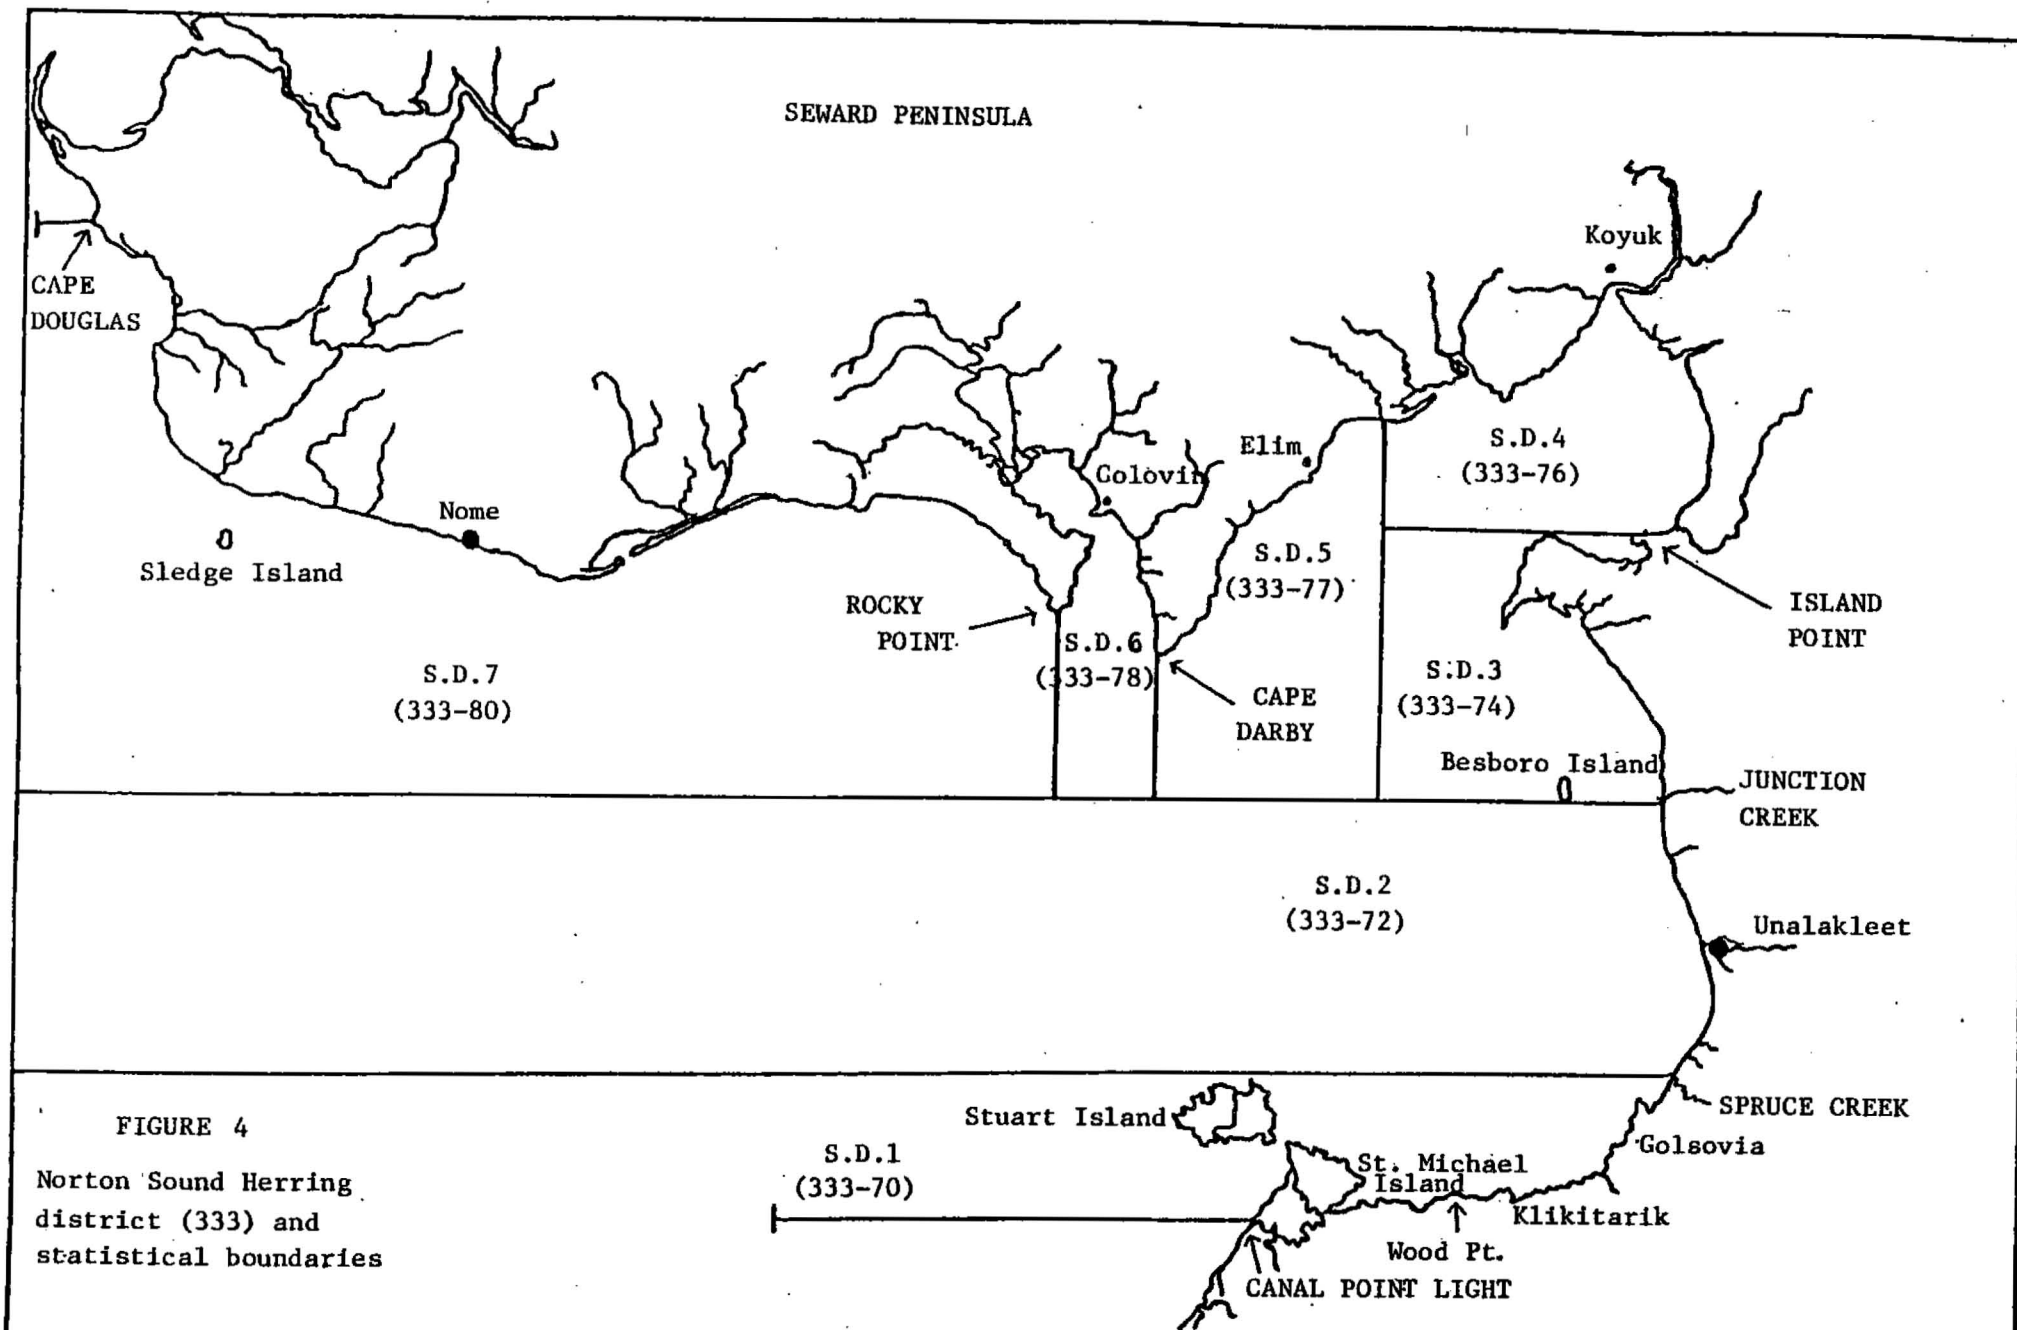 SEWARD PENINSULA
Koyuk
CAPE
DOUGLAS
Elim
S.D.4
(333-76)
Golovin
Nome
Sledge Island
S.D.5
(333-77)
ROCKY
POINT
ISLAND
POINT
S.D.6
(333-78)
S.D.7
(333-80)
S.D.3
(333-74)
CAPE
DARBY
Besboro Island
JUNCTION
CREEK
S.D.2
(333-72)
Unalakleet
SPRUCE CREEK
Stuart Island
Golsovia
FIGURE 4
S.D.1
(333-70)
St. Michael
Island
Norton Sound Herring
district (333) and
statistical boundaries
Klikitarik
Wood Pt.
CANAL POINT LIGHT